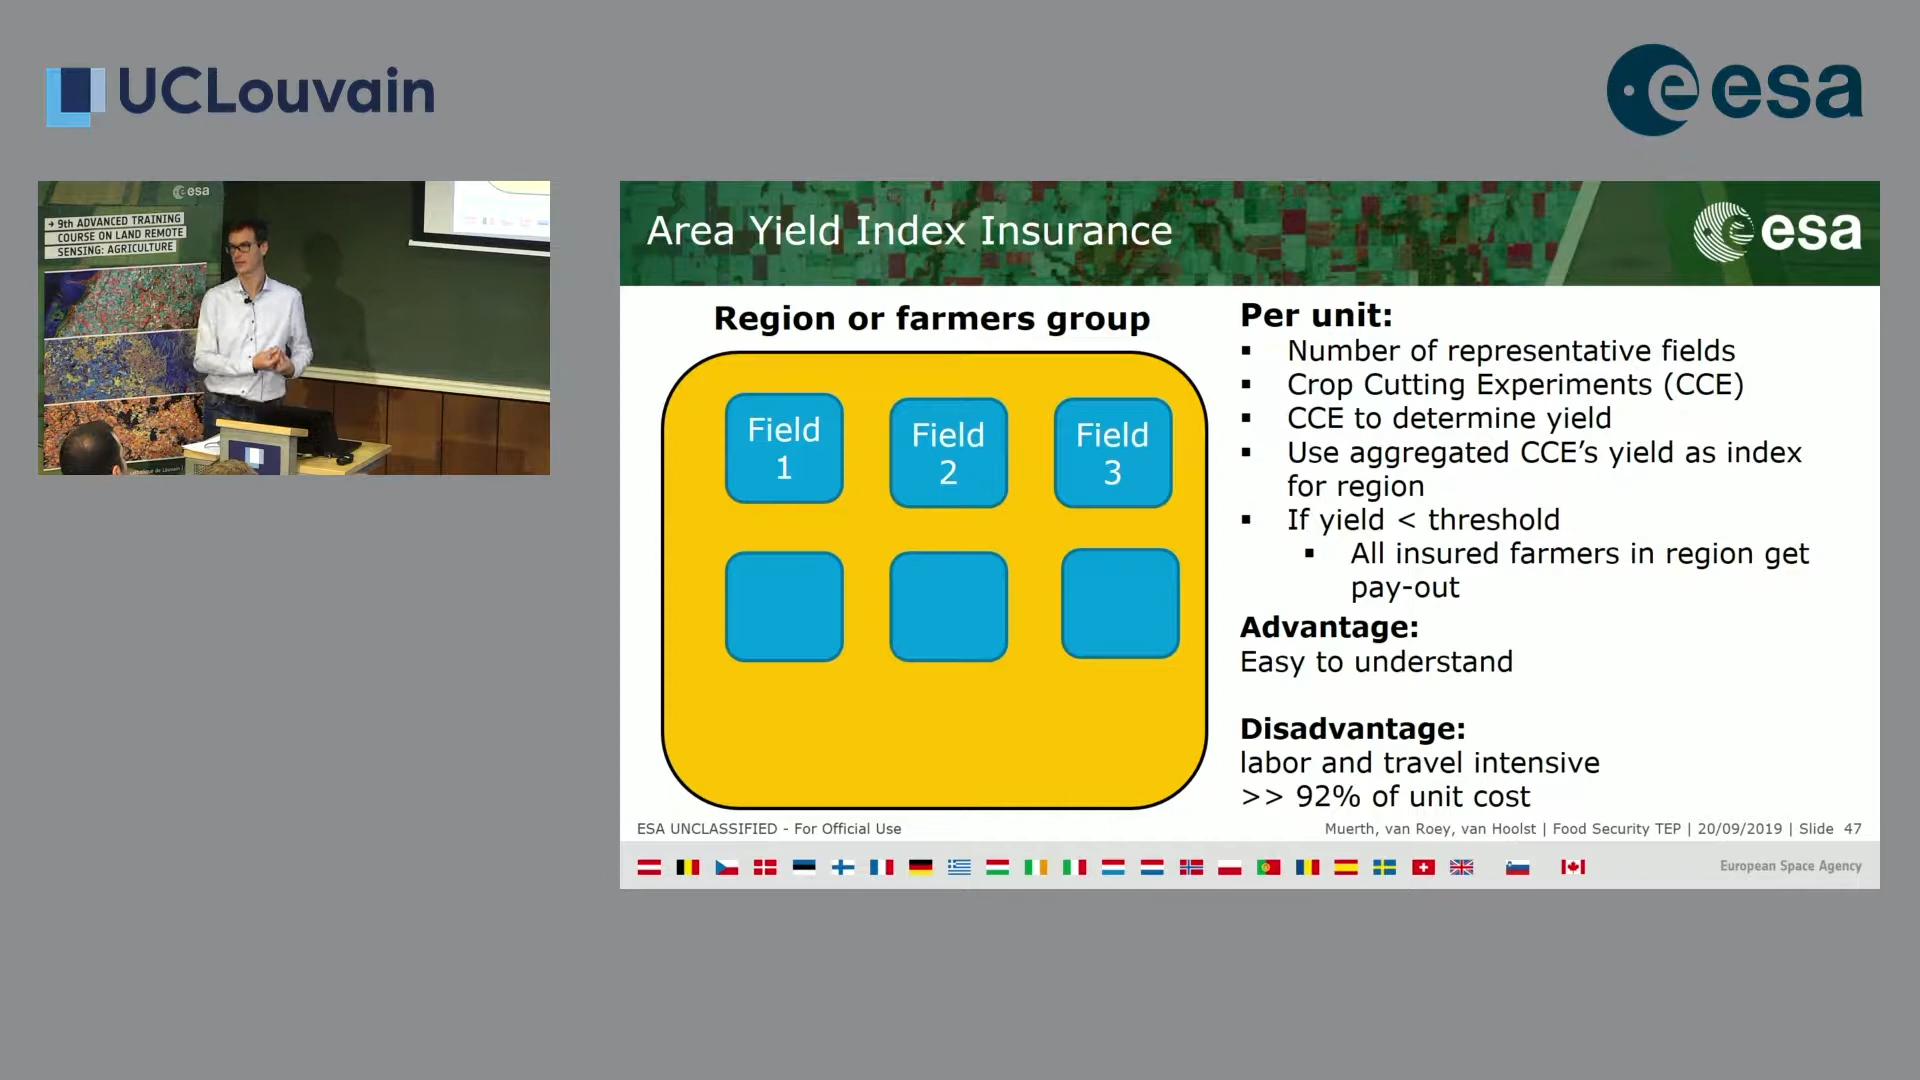 UCLouvain
esa
esa
→ 9th ADVANCED TRAINING
COURSE ON LAND REMOTE
SENSING: AGRICULTURE
Area Yield Index Insurance
esa
Region or farmers group
Field
1
Field
2
Field
3
Per unit:
▪ Number of representative fields
▪ Crop Cutting Experiments (CCE)
▪ CCE to determine yield
▪ Use aggregated CCE’s yield as index
for region
▪ If yield < threshold
▪ All insured farmers in region get
pay-out
Advantage:
Easy to understand
Disadvantage:
labor and travel intensive
>> 92% of unit cost
ESA UNCLASSIFIED - For Official Use
Muerth, van Roey, van Hoolst | Food Security TEP | 20/09/2019 | Slide 47
European Space Agency